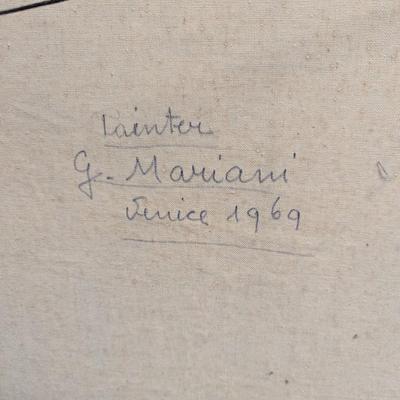 Painter
G. Mariani
Venice 1969